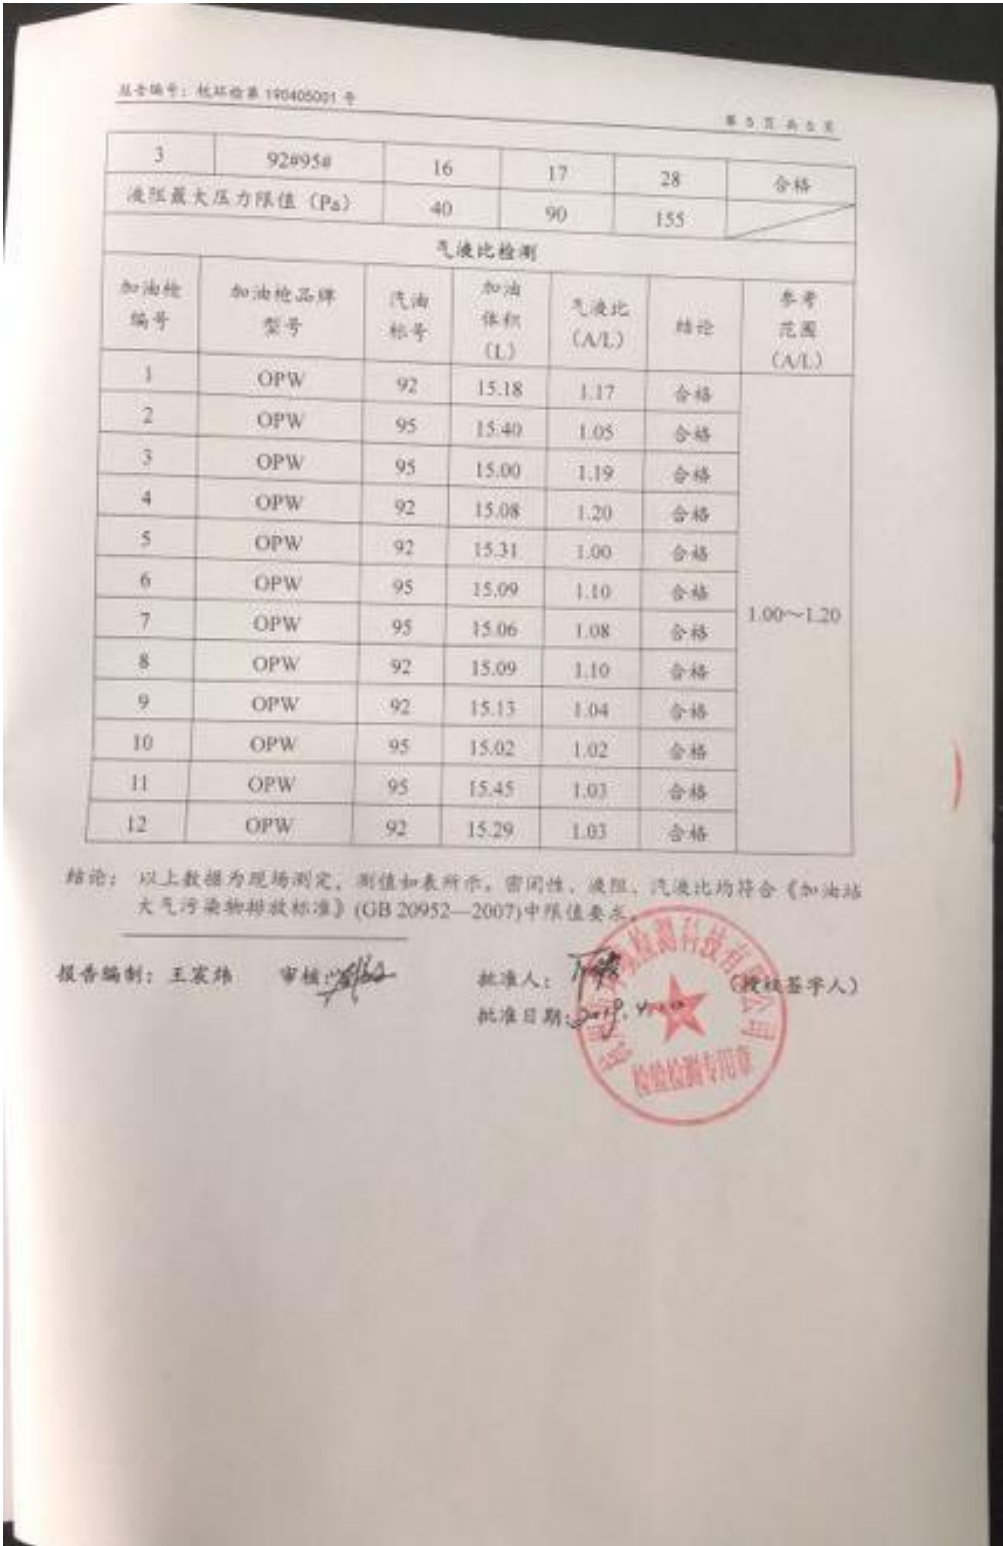 报告编号：杭环检第 190405001 号
第 5 页 共 5 页
3 92#95# 16 17 28 合格
液阻最大压力限值（Pa） 40 90 155
气液比检测
加油枪编号 加油枪品牌型号 汽油标号 加油体积（L） 气液比（A/L） 结论 参考范围（A/L）
1 OPW 92 15.18 1.17 合格
2 OPW 95 15.40 1.05 合格
3 OPW 95 15.00 1.19 合格
4 OPW 92 15.08 1.20 合格
5 OPW 92 15.31 1.00 合格
6 OPW 95 15.09 1.10 合格
7 OPW 95 15.06 1.08 合格
1.00～1.20
8 OPW 92 15.09 1.10 合格
9 OPW 92 15.13 1.04 合格
10 OPW 95 15.02 1.02 合格
11 OPW 95 15.45 1.03 合格
12 OPW 92 15.29 1.03 合格
结论： 以上数据为现场测定，测值如表所示。密闭性、液阻、汽液比均符合《加油站
大气污染物排放标准》(GB 20952—2007)中限值要求。
报告编制：王宸炜 审核： 批准人： （授权签字人）
批准日期：2019.4.
检测科技有限公司
检验检测专用章